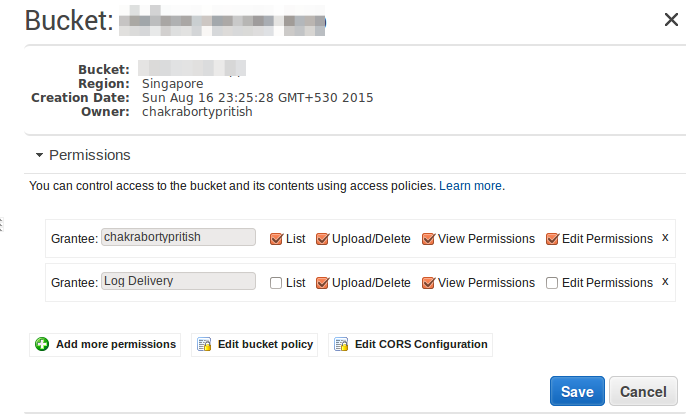 Bucket:
Bucket:
Region: Singapore
Creation Date: Sun Aug 16 23:25:28 GMT+530 2015
Owner: chakrabortypritish
Permissions
You can control access to the bucket and its contents using access policies. Learn more.
Grantee: chakrabortypritish List Upload/Delete View Permissions Edit Permissions x
Grantee: Log Delivery List Upload/Delete View Permissions Edit Permissions x
Add more permissions Edit bucket policy Edit CORS Configuration
Save Cancel